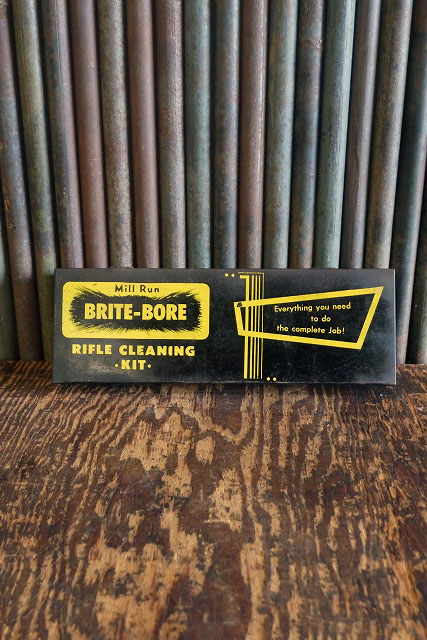 Mill Run
BRITE-BORE
RIFLE CLEANING
·KIT·
Everything you need
to do
the complete Job!